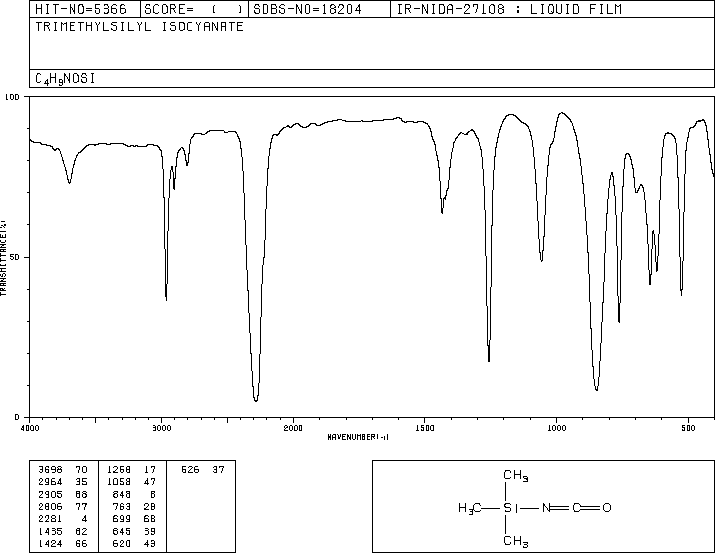 HIT-NO=5366 SCORE= ( ) SDBS-NO=18204 IR-NIDA-27108 : LIQUID FILM
TRIMETHYLSILYL ISOCYANATE
C4H9NOSI
100
50
0
TRANSMITTANCE(%)
4000 3000 2000 1500 1000 500
WAVENUMBER(-1)
3698 70 1256 17 526 37
2964 35 1058 47
2905 68 848 8
2806 77 763 28
2281 4 699 68
1435 62 645 39
1424 66 620 43
CH3
H3C Si N C O
CH3